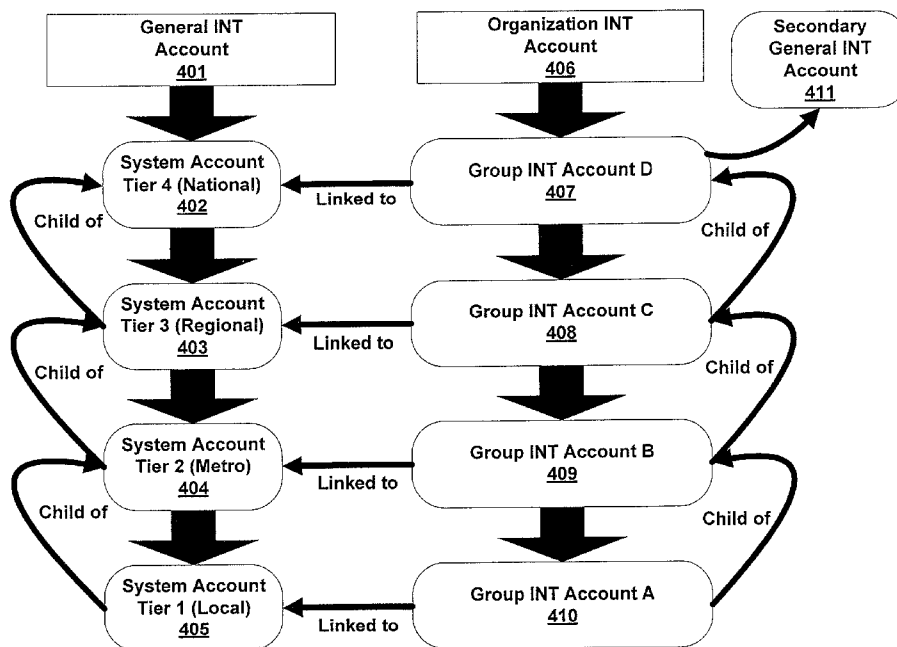 General INT
Account
401
Organization INT
Account
406
Secondary
General INT
Account
411
System Account
Tier 4 (National)
402
Linked to
Group INT Account D
407
Child of
Child of
System Account
Tier 3 (Regional)
403
Linked to
Group INT Account C
408
Child of
Child of
System Account
Tier 2 (Metro)
404
Linked to
Group INT Account B
409
Child of
Child of
System Account
Tier 1 (Local)
405
Linked to
Group INT Account A
410